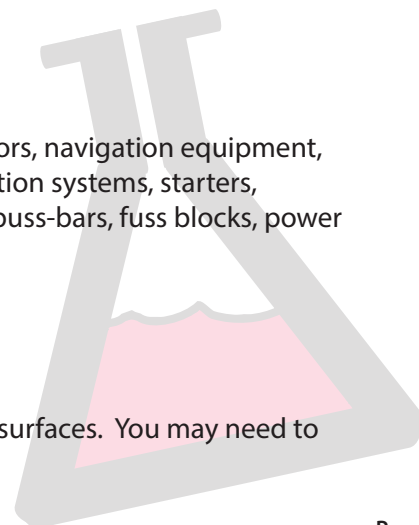 ors, navigation equipment,
tion systems, starters,
buss-bars, fuss blocks, power
surfaces. You may need to